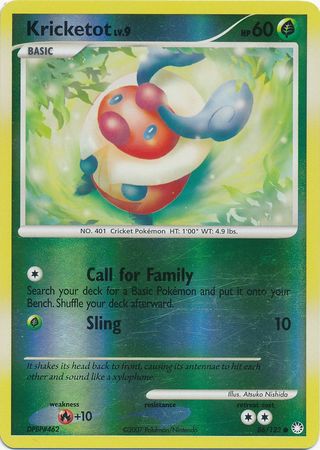 Kricketot LV.9 HP 60
BASIC
NO. 401 Cricket Pokémon HT: 1'00" WT: 4.9 lbs.
Call for Family
Search your deck for a Basic Pokémon and put it onto your
Bench. Shuffle your deck afterward.
Sling 10
It shakes its head back to front, causing its antennae to hit each
other and sound like a xylophone.
Illus. Atsuko Nishida
weakness resistance retreat cost
+10
DPBP#462 ©2007 Pokémon/Nintendo 86/123